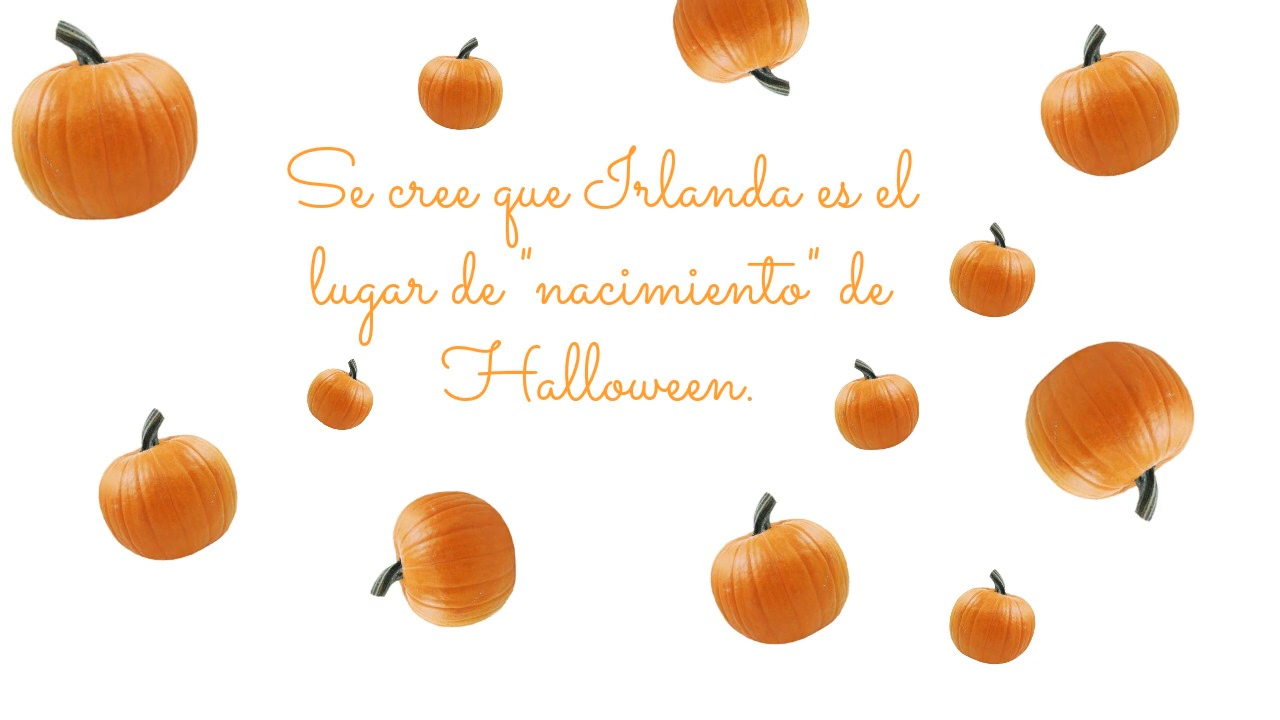 Se cree que Irlanda es el
lugar de "nacimiento" de
Halloween.